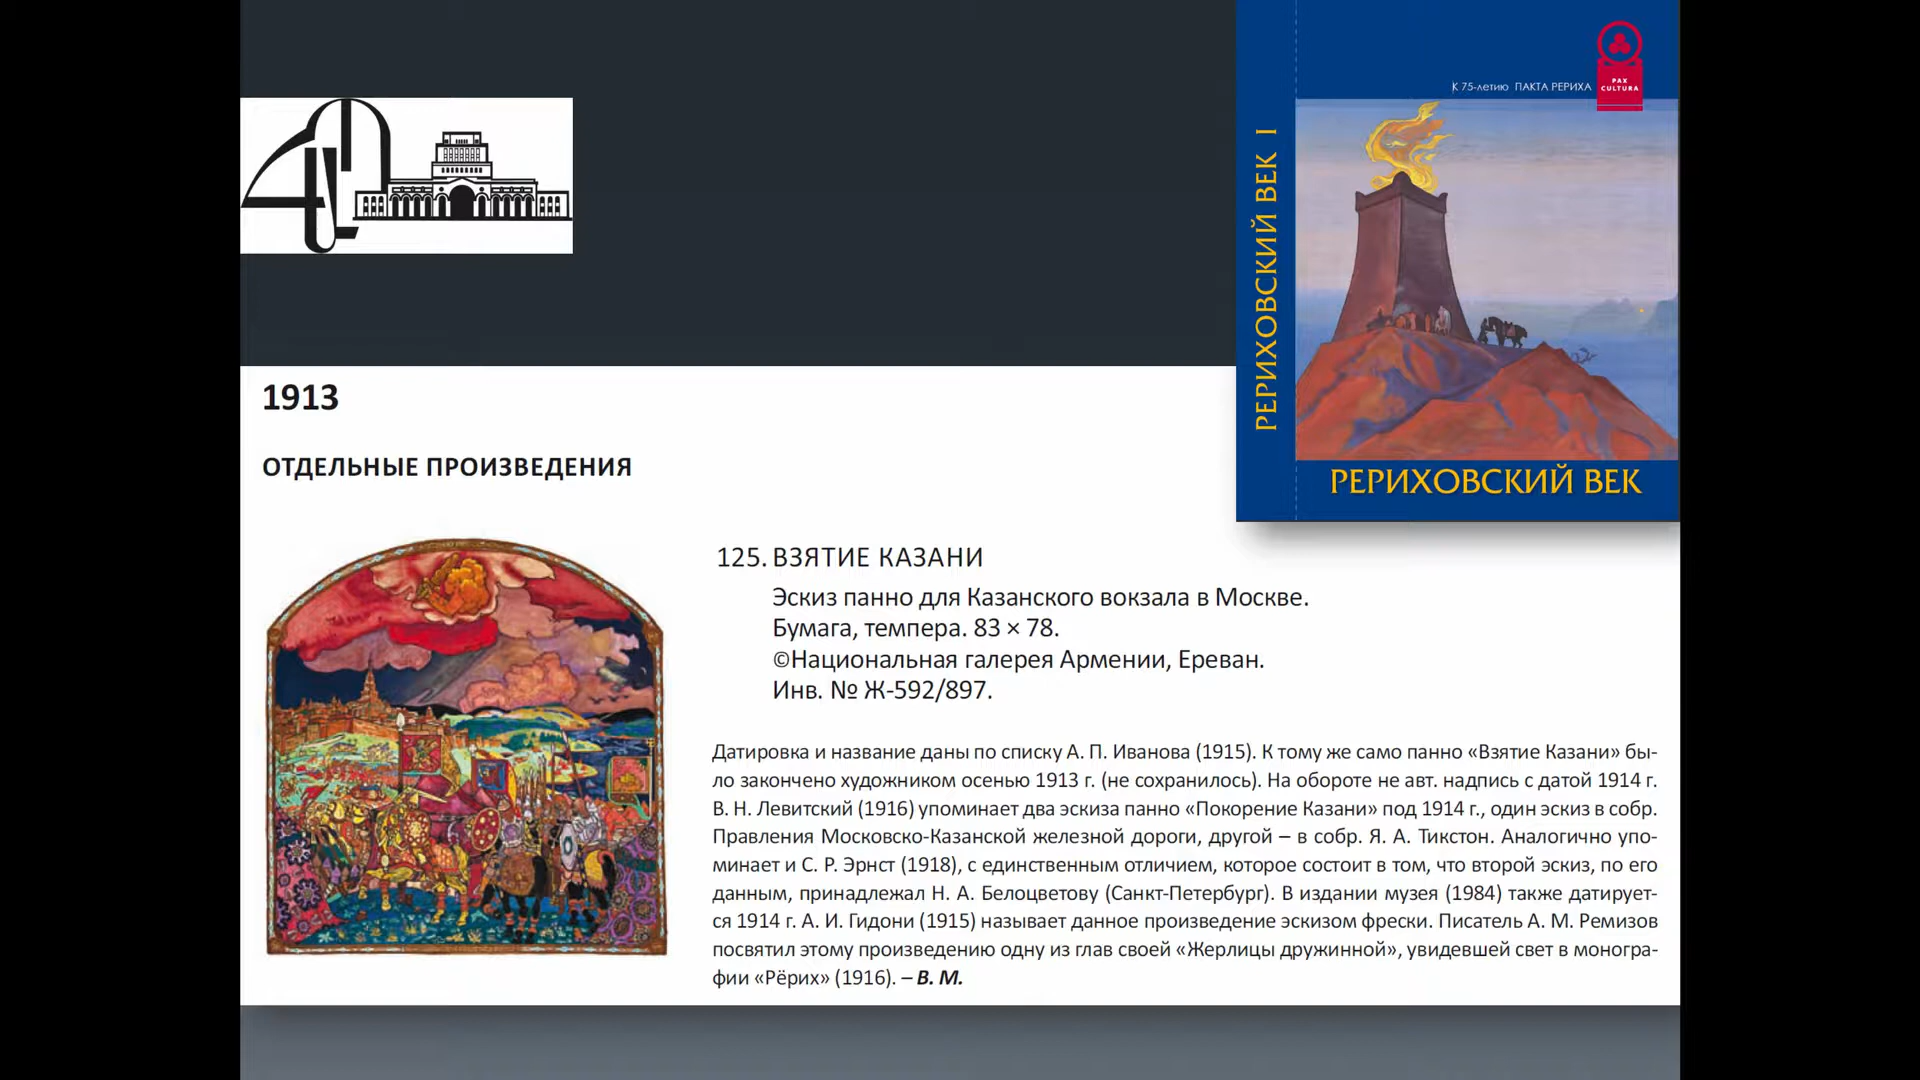 К 75-летию ПАКТА РЕРИХА
PAX
CULTURA
РЕРИХОВСКИЙ ВЕК I
РЕРИХОВСКИЙ ВЕК
1913
ОТДЕЛЬНЫЕ ПРОИЗВЕДЕНИЯ
125. ВЗЯТИЕ КАЗАНИ
Эскиз панно для Казанского вокзала в Москве.
Бумага, темпера. 83 × 78.
©Национальная галерея Армении, Ереван.
Инв. № Ж-592/897.
Датировка и название даны по списку А. П. Иванова (1915). К тому же само панно «Взятие Казани» бы-
ло закончено художником осенью 1913 г. (не сохранилось). На обороте не авт. надпись с датой 1914 г.
В. Н. Левитский (1916) упоминает два эскиза панно «Покорение Казани» под 1914 г., один эскиз в собр.
Правления Московско-Казанской железной дороги, другой – в собр. Я. А. Тикстон. Аналогично упо-
минает и С. Р. Эрнст (1918), с единственным отличием, которое состоит в том, что второй эскиз, по его
данным, принадлежал Н. А. Белоцветову (Санкт-Петербург). В издании музея (1984) также датирует-
ся 1914 г. А. И. Гидони (1915) называет данное произведение эскизом фрески. Писатель А. М. Ремизов
посвятил этому произведению одну из глав своей «Жерлицы дружинной», увидевшей свет в моногра-
фии «Рёрих» (1916). – В. М.